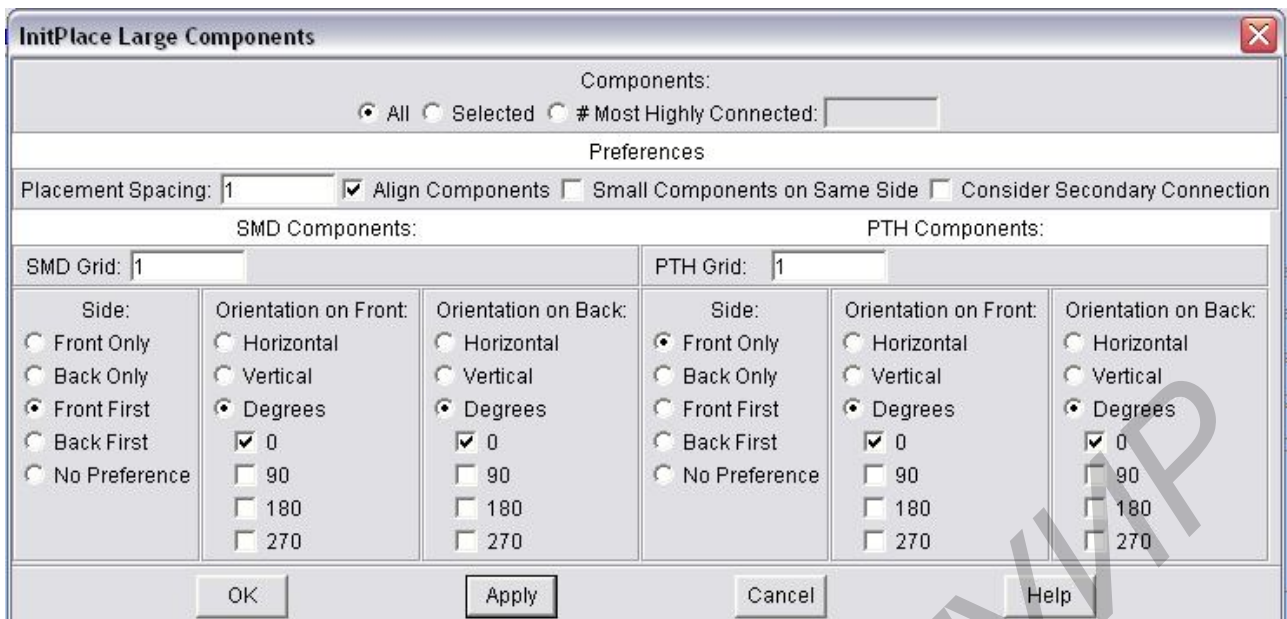 InitPlace Large Components
Components:
All Selected # Most Highly Connected:
Preferences
Placement Spacing: 1 Align Components Small Components on Same Side Consider Secondary Connection
SMD Components: PTH Components:
SMD Grid: 1 PTH Grid: 1
Side: Orientation on Front: Orientation on Back: Side: Orientation on Front: Orientation on Back:
Front Only Horizontal Horizontal Front Only Horizontal Horizontal
Back Only Vertical Vertical Back Only Vertical Vertical
Front First Degrees Degrees Front First Degrees Degrees
Back First 0 0 Back First 0 0
No Preference 90 90 No Preference 90 90
180 180 180 180
270 270 270 270
OK Apply Cancel Help